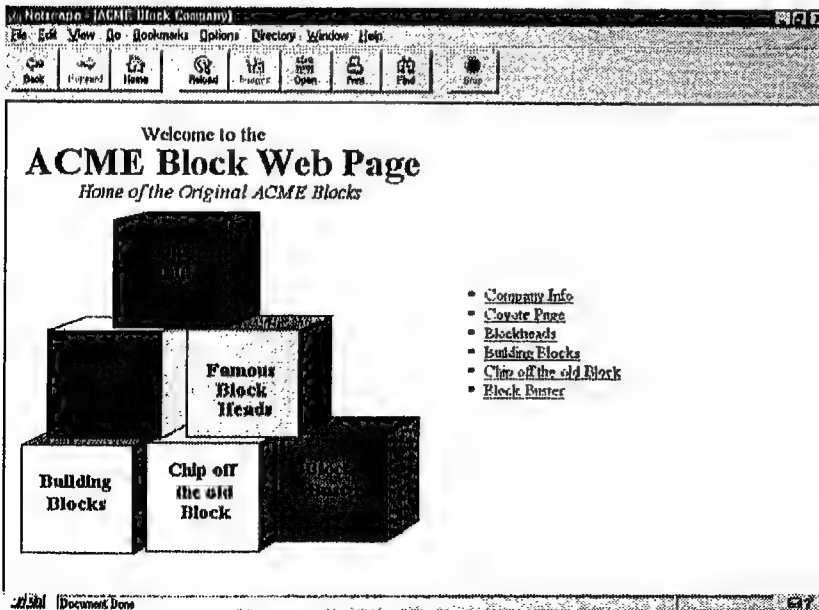 Netscape - [ACME Block Company]
File Edit View Go Bookmarks Options Directory Window Help
Back Forward Home Reload Images Open Print Find Stop
Welcome to the
ACME Block Web Page
Home of the Original ACME Blocks
Famous
Block
Heads
Building
Blocks
Chip off
the old
Block
Block
• Company Info
• Coyote Page
• Blockheads
• Building Blocks
• Chip off the old Block
• Block Buster
Document Done